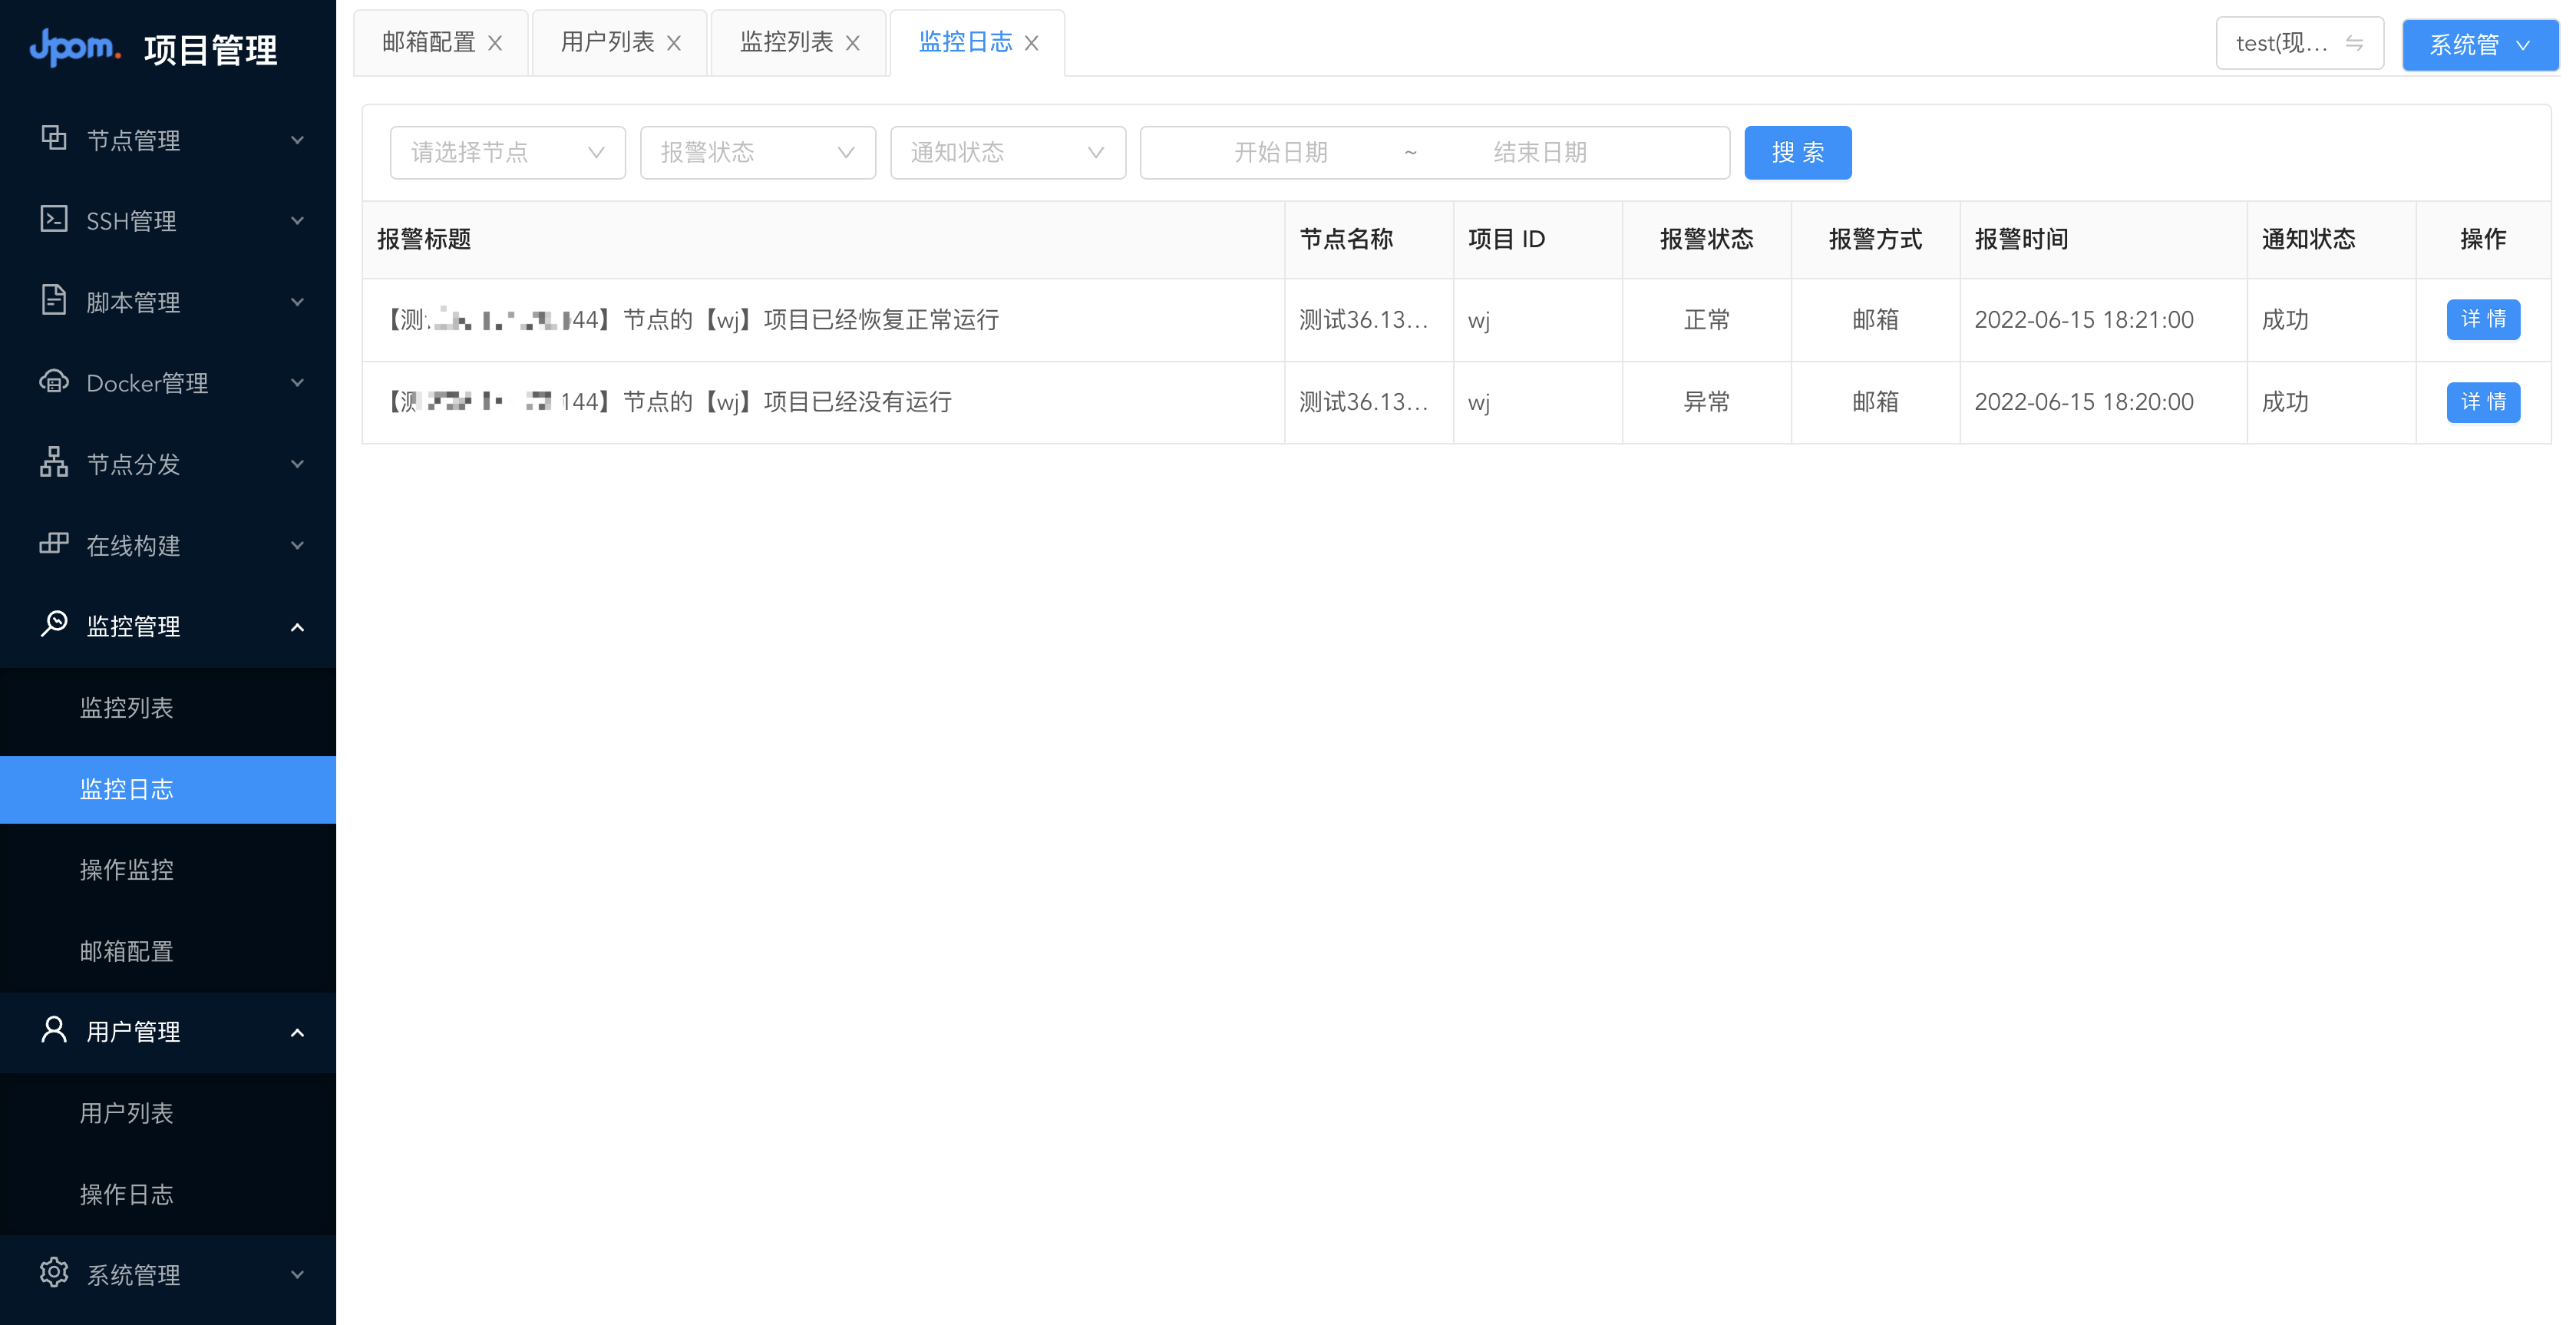 Jpom. 项目管理
节点管理
SSH管理
脚本管理
Docker管理
节点分发
在线构建
监控管理
监控列表
监控日志
操作监控
邮箱配置
用户管理
用户列表
操作日志
系统管理
邮箱配置 用户列表 监控列表 监控日志 test(现... 系统管
请选择节点 报警状态 通知状态 开始日期 ~ 结束日期 搜 索
报警标题 节点名称 项目 ID 报警状态 报警方式 报警时间 通知状态 操作
【测 44】节点的【wj】项目已经恢复正常运行 测试36.13... wj 正常 邮箱 2022-06-15 18:21:00 成功 详 情
【测 144】节点的【wj】项目已经没有运行 测试36.13... wj 异常 邮箱 2022-06-15 18:20:00 成功 详 情